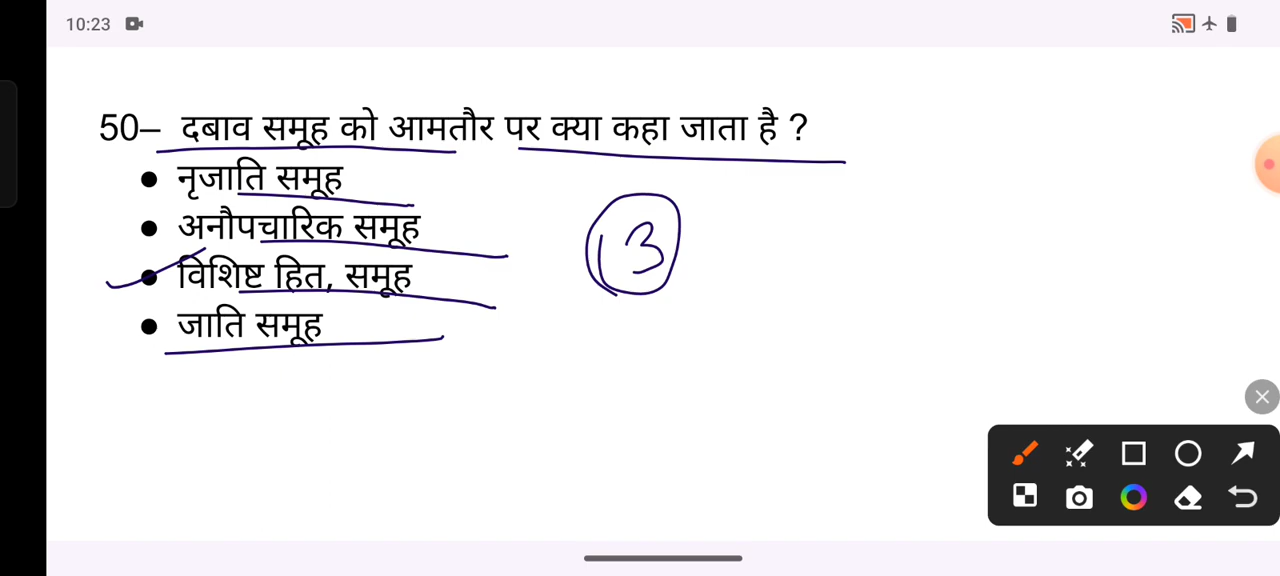 10:23
50– दबाव समूह को आमतौर पर क्या कहा जाता है ?
● नृजाति समूह
● अनौपचारिक समूह
● विशिष्ट हित, समूह
● जाति समूह
3